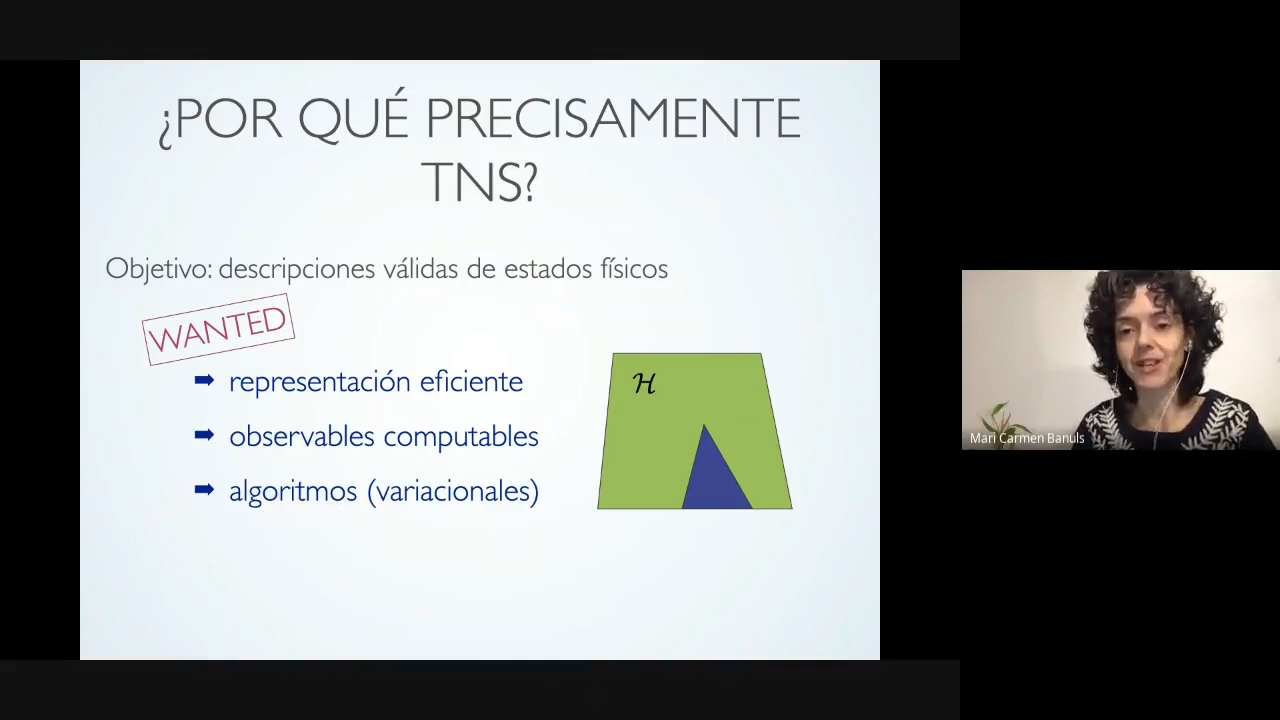 ¿POR QUÉ PRECISAMENTE
TNS?
Objetivo: descripciones válidas de estados físicos
WANTED
➡ representación eficiente
➡ observables computables
➡ algoritmos (variacionales)
ℋ
Mari Carmen Banuls